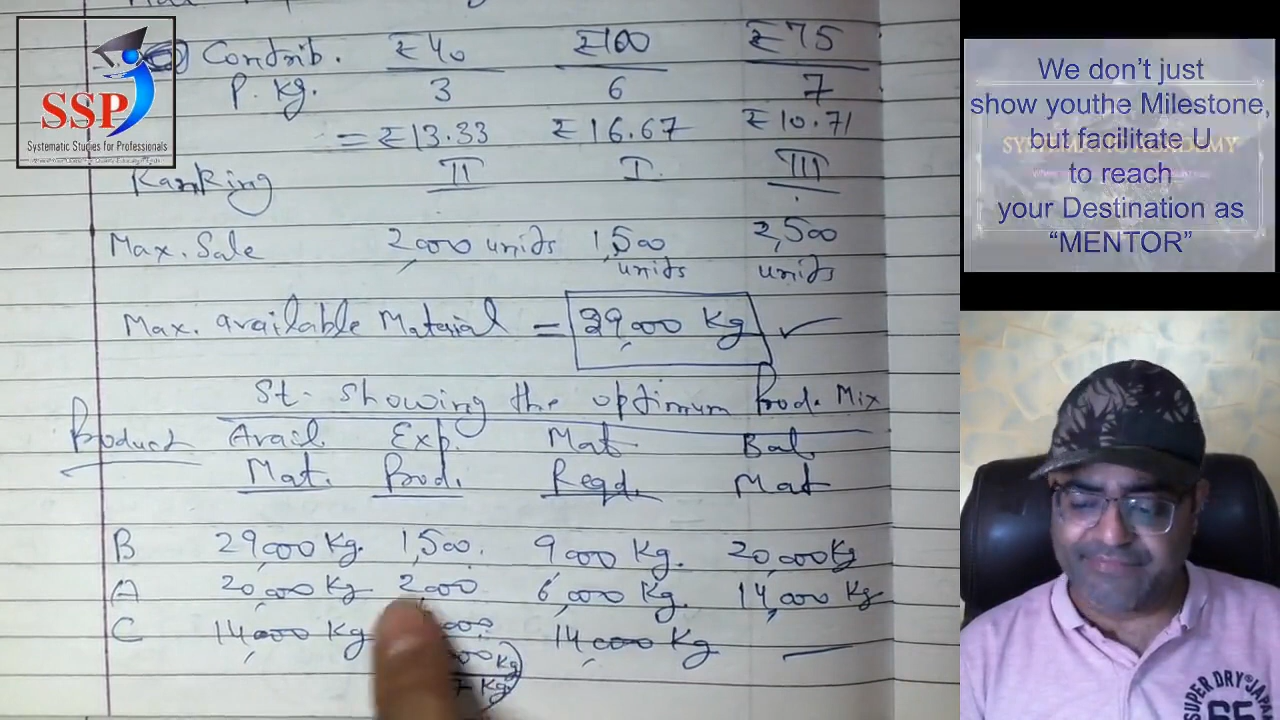 Contrib. ₹40 ₹100 ₹75
P. Kg. 3 6 7
= ₹13.33 ₹16.67 ₹10.71
Ranking II I III
Max. Sale 2,000 units 1,500 units 2,500 units
Max. available Material = 29,000 Kg
St. showing the optimum Prod. Mix
Product Avail Exp. Mat Bal
Mat. Prod. Reqd. Mat
B 29,000 Kg. 1,500. 9,000 Kg. 20,000 Kg
A 20,000 Kg 2,000 6,000 Kg. 14,000 Kg
C 14,000 Kg 14,000 Kg
7 Kg
SSP
Systematic Studies for Professionals
We don't just
show youthe Milestone,
but facilitate U
to reach
your Destination as
“MENTOR”
SUPER DRY JAPAN